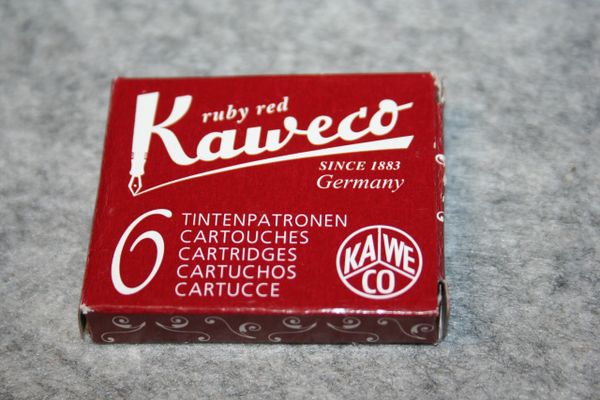 ruby red
Kaweco
SINCE 1883
Germany
6
TINTENPATRONEN
CARTOUCHES
CARTRIDGES
CARTUCHOS
CARTUCCE
KA WE
CO